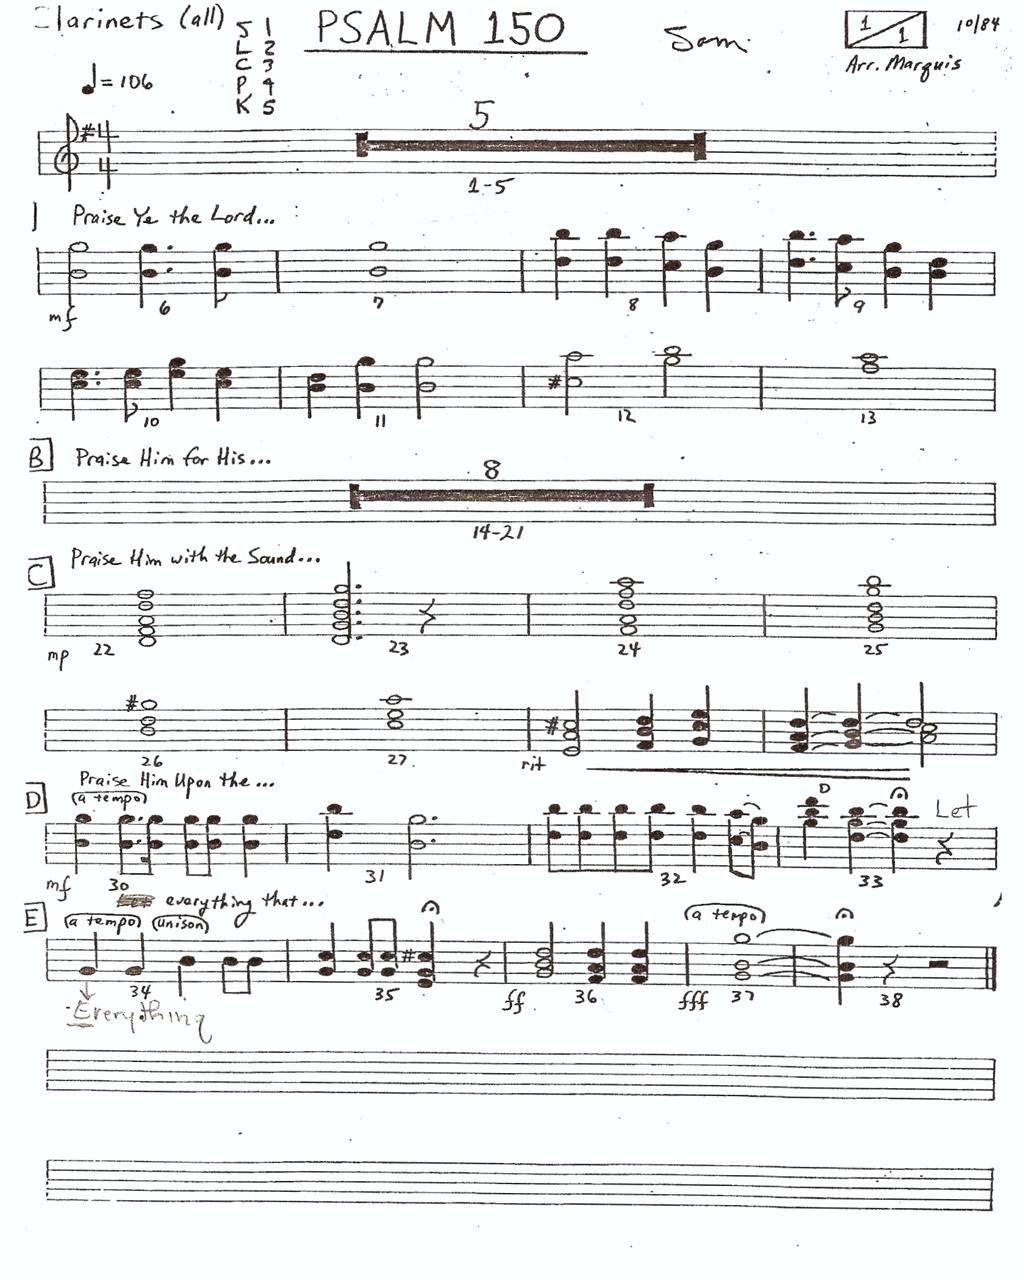 Clarinets (all)
S 1
L 2
C 3
P 4
K 5
PSALM 150
Sam
1/1
10/84
Arr. Marquis
♩= 106
4
4
5
1-5
Praise Ye the Lord...
mf
6
7
8
9
10
11
12
13
B Praise Him for His...
8
14-21
C Praise Him with the Sound...
mp
22
23
24
25
26
27
rit
D Praise Him Upon the...
(a tempo)
D
Let
mf
30
31
32
33
everything that...
E (a tempo) (unison)
(a tempo)
34
35
ff
36
fff
37
38
Everything